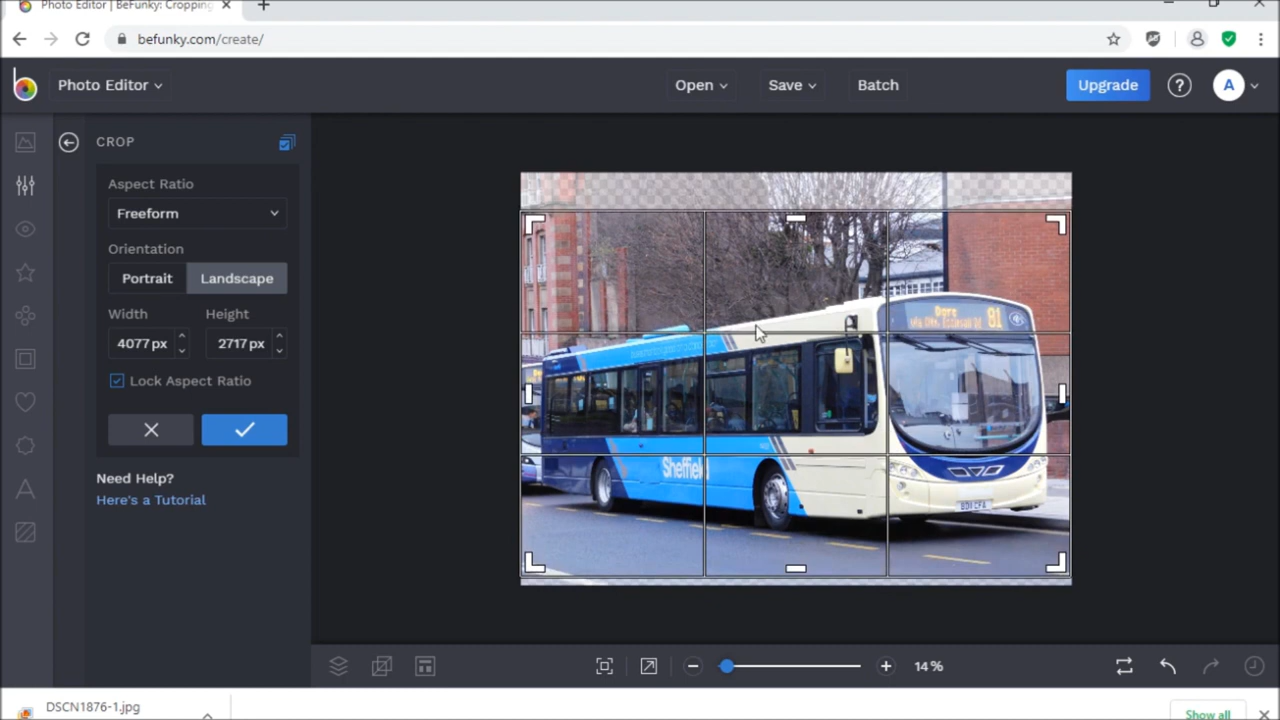 Photo Editor | BeFunky: Cropping
befunky.com/create/
Photo Editor
Open
Save
Batch
Upgrade
?
A
CROP
Aspect Ratio
Freeform
Orientation
Portrait
Landscape
Width
Height
4077 px
2717 px
Lock Aspect Ratio
Need Help?
Here's a Tutorial
Dore
81
Sheffield
14 %
DSCN1876-1.jpg
Show all